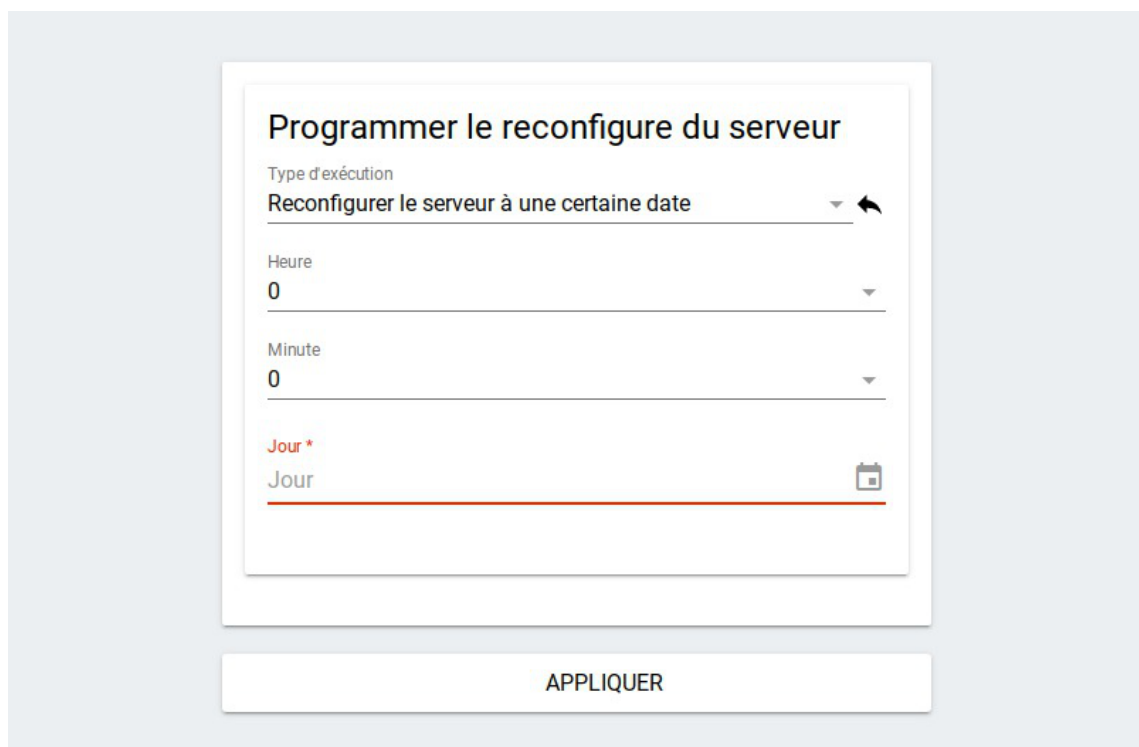 Programmer le reconfigure du serveur
Type d'exécution
Reconfigurer le serveur à une certaine date
Heure
0
Minute
0
Jour *
Jour
APPLIQUER